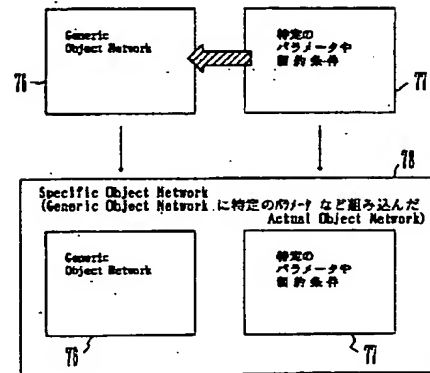 Generic
Object Network
76
特定の
パラメータや
制約条件
77
78
Specific Object Network
(Generic Object Network に特定のパラメータ など組み込んだ
Actual Object Network)
Generic
Object Network
76
特定の
パラメータや
制約条件
77